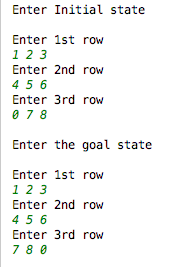 Enter Initial state
Enter 1st row
1 2 3
Enter 2nd row
4 5 6
Enter 3rd row
0 7 8
Enter the goal state
Enter 1st row
1 2 3
Enter 2nd row
4 5 6
Enter 3rd row
7 8 0